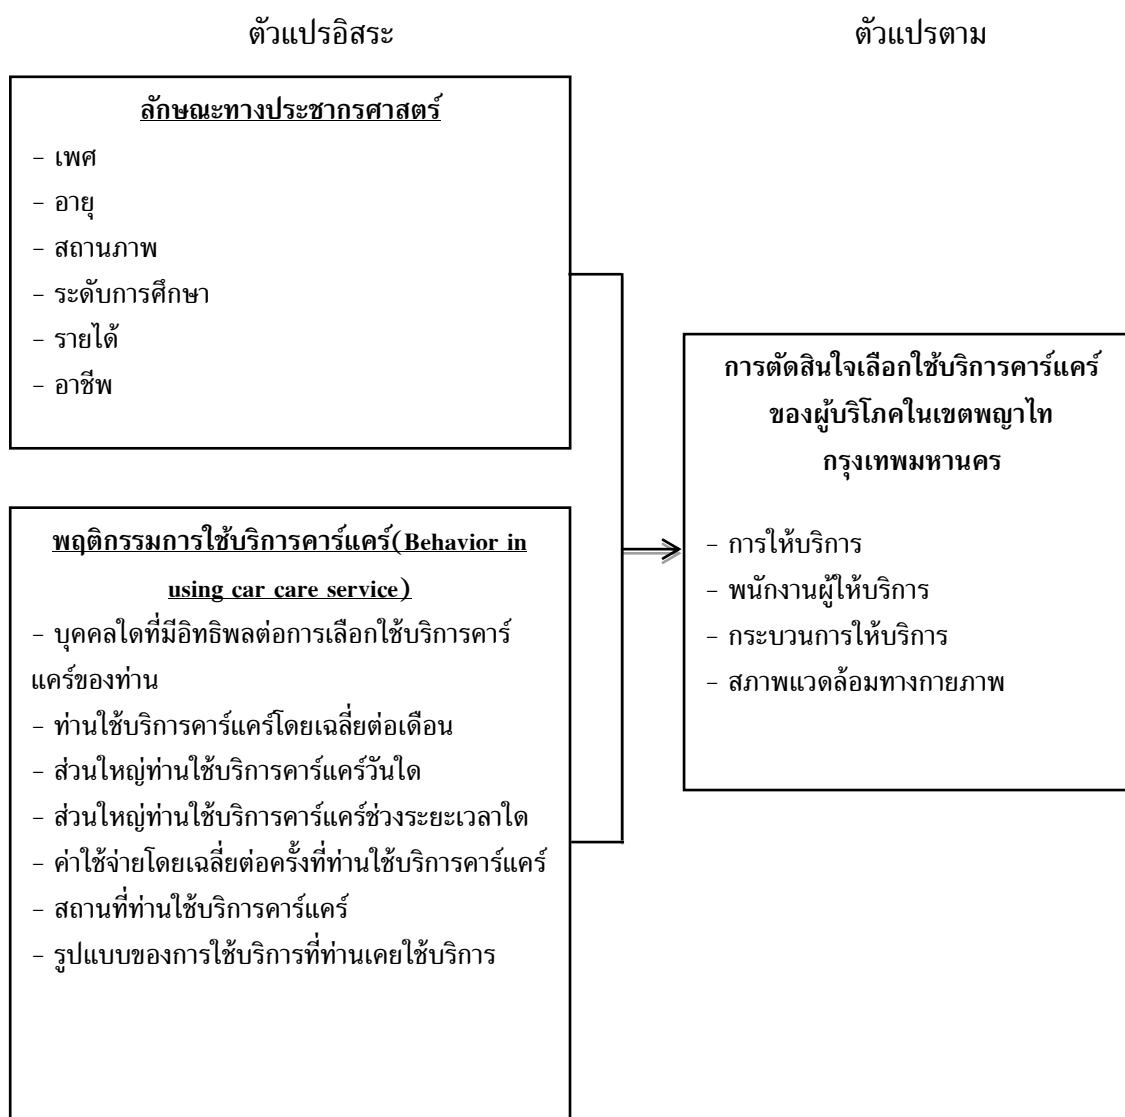 ตัวแปรอิสระ
ตัวแปรตาม
ลักษณะทางประชากรศาสตร์
- เพศ
- อายุ
- สถานภาพ
- ระดับการศึกษา
- รายได้
- อาชีพ
พฤติกรรมการใช้บริการคาร์แคร์(Behavior in
using car care service)
- บุคคลใดที่มีอิทธิพลต่อการเลือกใช้บริการคาร์
แคร์ของท่าน
- ท่านใช้บริการคาร์แคร์โดยเฉลี่ยต่อเดือน
- ส่วนใหญ่ท่านใช้บริการคาร์แคร์วันใด
- ส่วนใหญ่ท่านใช้บริการคาร์แคร์ช่วงระยะเวลาใด
- ค่าใช้จ่ายโดยเฉลี่ยต่อครั้งที่ท่านใช้บริการคาร์แคร์
- สถานที่ท่านใช้บริการคาร์แคร์
- รูปแบบของการใช้บริการที่ท่านเคยใช้บริการ
การตัดสินใจเลือกใช้บริการคาร์แคร์
ของผู้บริโภคในเขตพญาไท
กรุงเทพมหานคร
- การให้บริการ
- พนักงานผู้ให้บริการ
- กระบวนการให้บริการ
- สภาพแวดล้อมทางกายภาพ